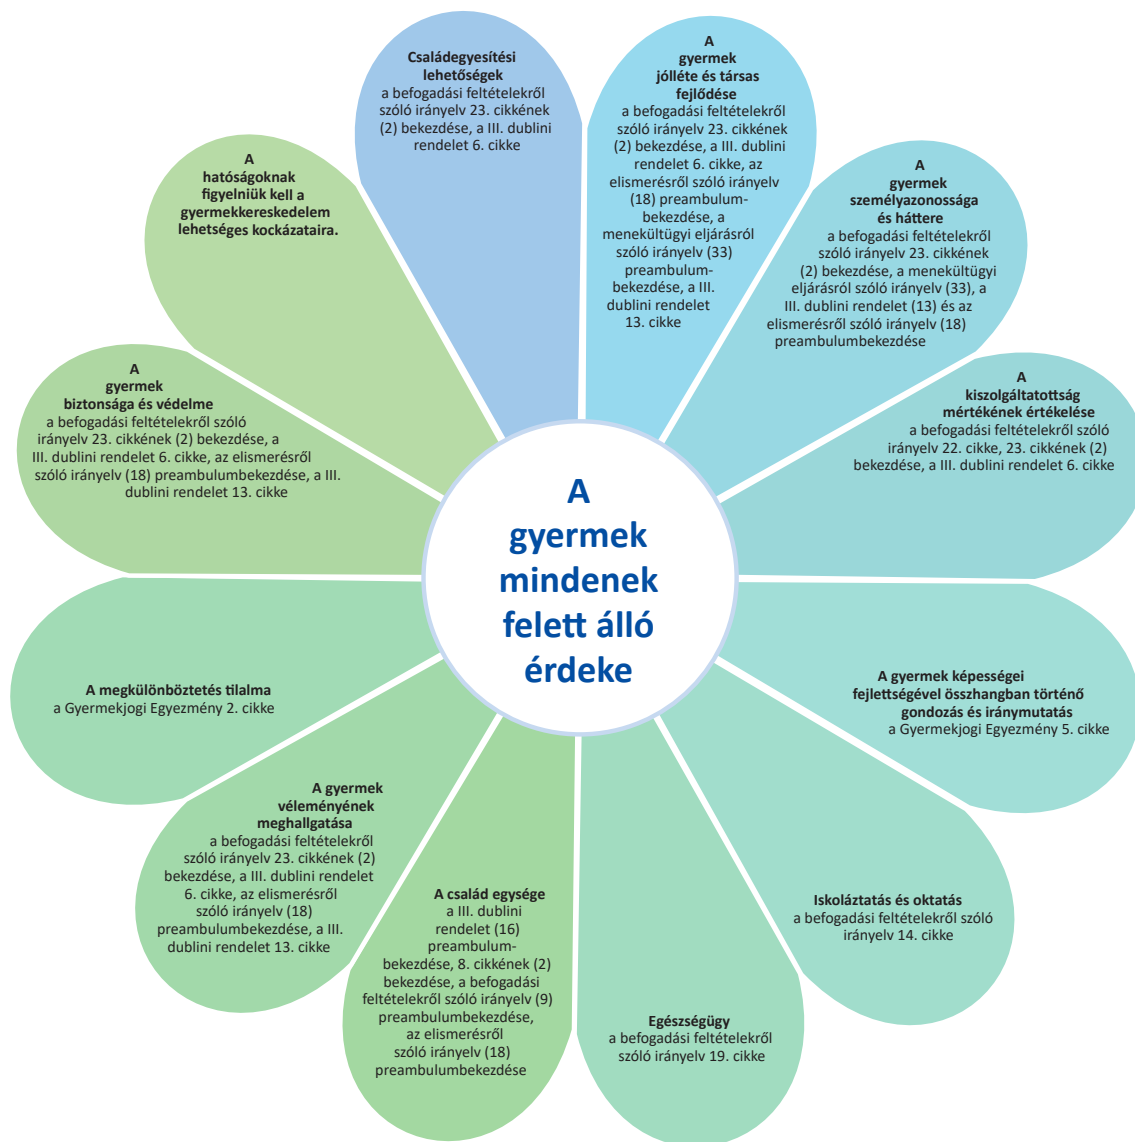 Családegyesítési
lehetőségek
a befogadási feltételekről
szóló irányelv 23. cikkének
(2) bekezdése, a III. dublini
rendelet 6. cikke
A
gyermek
jólléte és társas
fejlődése
a befogadási feltételekről
szóló irányelv 23. cikkének
(2) bekezdése, a III. dublini
rendelet 6. cikke, az
elismerésről szóló irányelv
(18) preambulum-
bekezdése, a
menekültügyi eljárásról
szóló irányelv (33)
preambulum-
bekezdése, a III.
dublini rendelet
13. cikke
A
gyermek
személyazonossága
és háttere
a befogadási feltételekről
szóló irányelv 23. cikkének
(2) bekezdése, a menekültügyi
eljárásról szóló irányelv (33), a
III. dublini rendelet (13) és az
elismerésről szóló irányelv (18)
preambulumbekezdése
A
kiszolgáltatottság
mértékének értékelése
a befogadási feltételekről szóló
irányelv 22. cikke, 23. cikkének (2)
bekezdése, a III. dublini rendelet 6. cikke
A gyermek képességei
fejlettségével összhangban történő
gondozás és iránymutatás
a Gyermekjogi Egyezmény 5. cikke
Iskoláztatás és oktatás
a befogadási feltételekről szóló
irányelv 14. cikke
Egészségügy
a befogadási feltételekről
szóló irányelv 19. cikke
A család egysége
a III. dublini
rendelet (16)
preambulum-
bekezdése, 8. cikkének (2)
bekezdése, a befogadási
feltételekről szóló irányelv (9)
preambulumbekezdése,
az elismerésről
szóló irányelv (18)
preambulumbekezdése
A gyermek
véleményének
meghallgatása
a befogadási feltételekről
szóló irányelv 23. cikkének (2)
bekezdése, a III. dublini rendelet
6. cikke, az elismerésről
szóló irányelv (18)
preambulumbekezdése, a III.
dublini rendelet 13. cikke
A megkülönböztetés tilalma
a Gyermekjogi Egyezmény 2. cikke
A
gyermek
biztonsága és védelme
a befogadási feltételekről szóló
irányelv 23. cikkének (2) bekezdése, a
III. dublini rendelet 6. cikke, az elismerésről
szóló irányelv (18) preambulumbekezdése, a III.
dublini rendelet 13. cikke
A
hatóságoknak
figyelniük kell a
gyermekkereskedelem
lehetséges kockázataira.
A
gyermek
mindenek
felett álló
érdeke